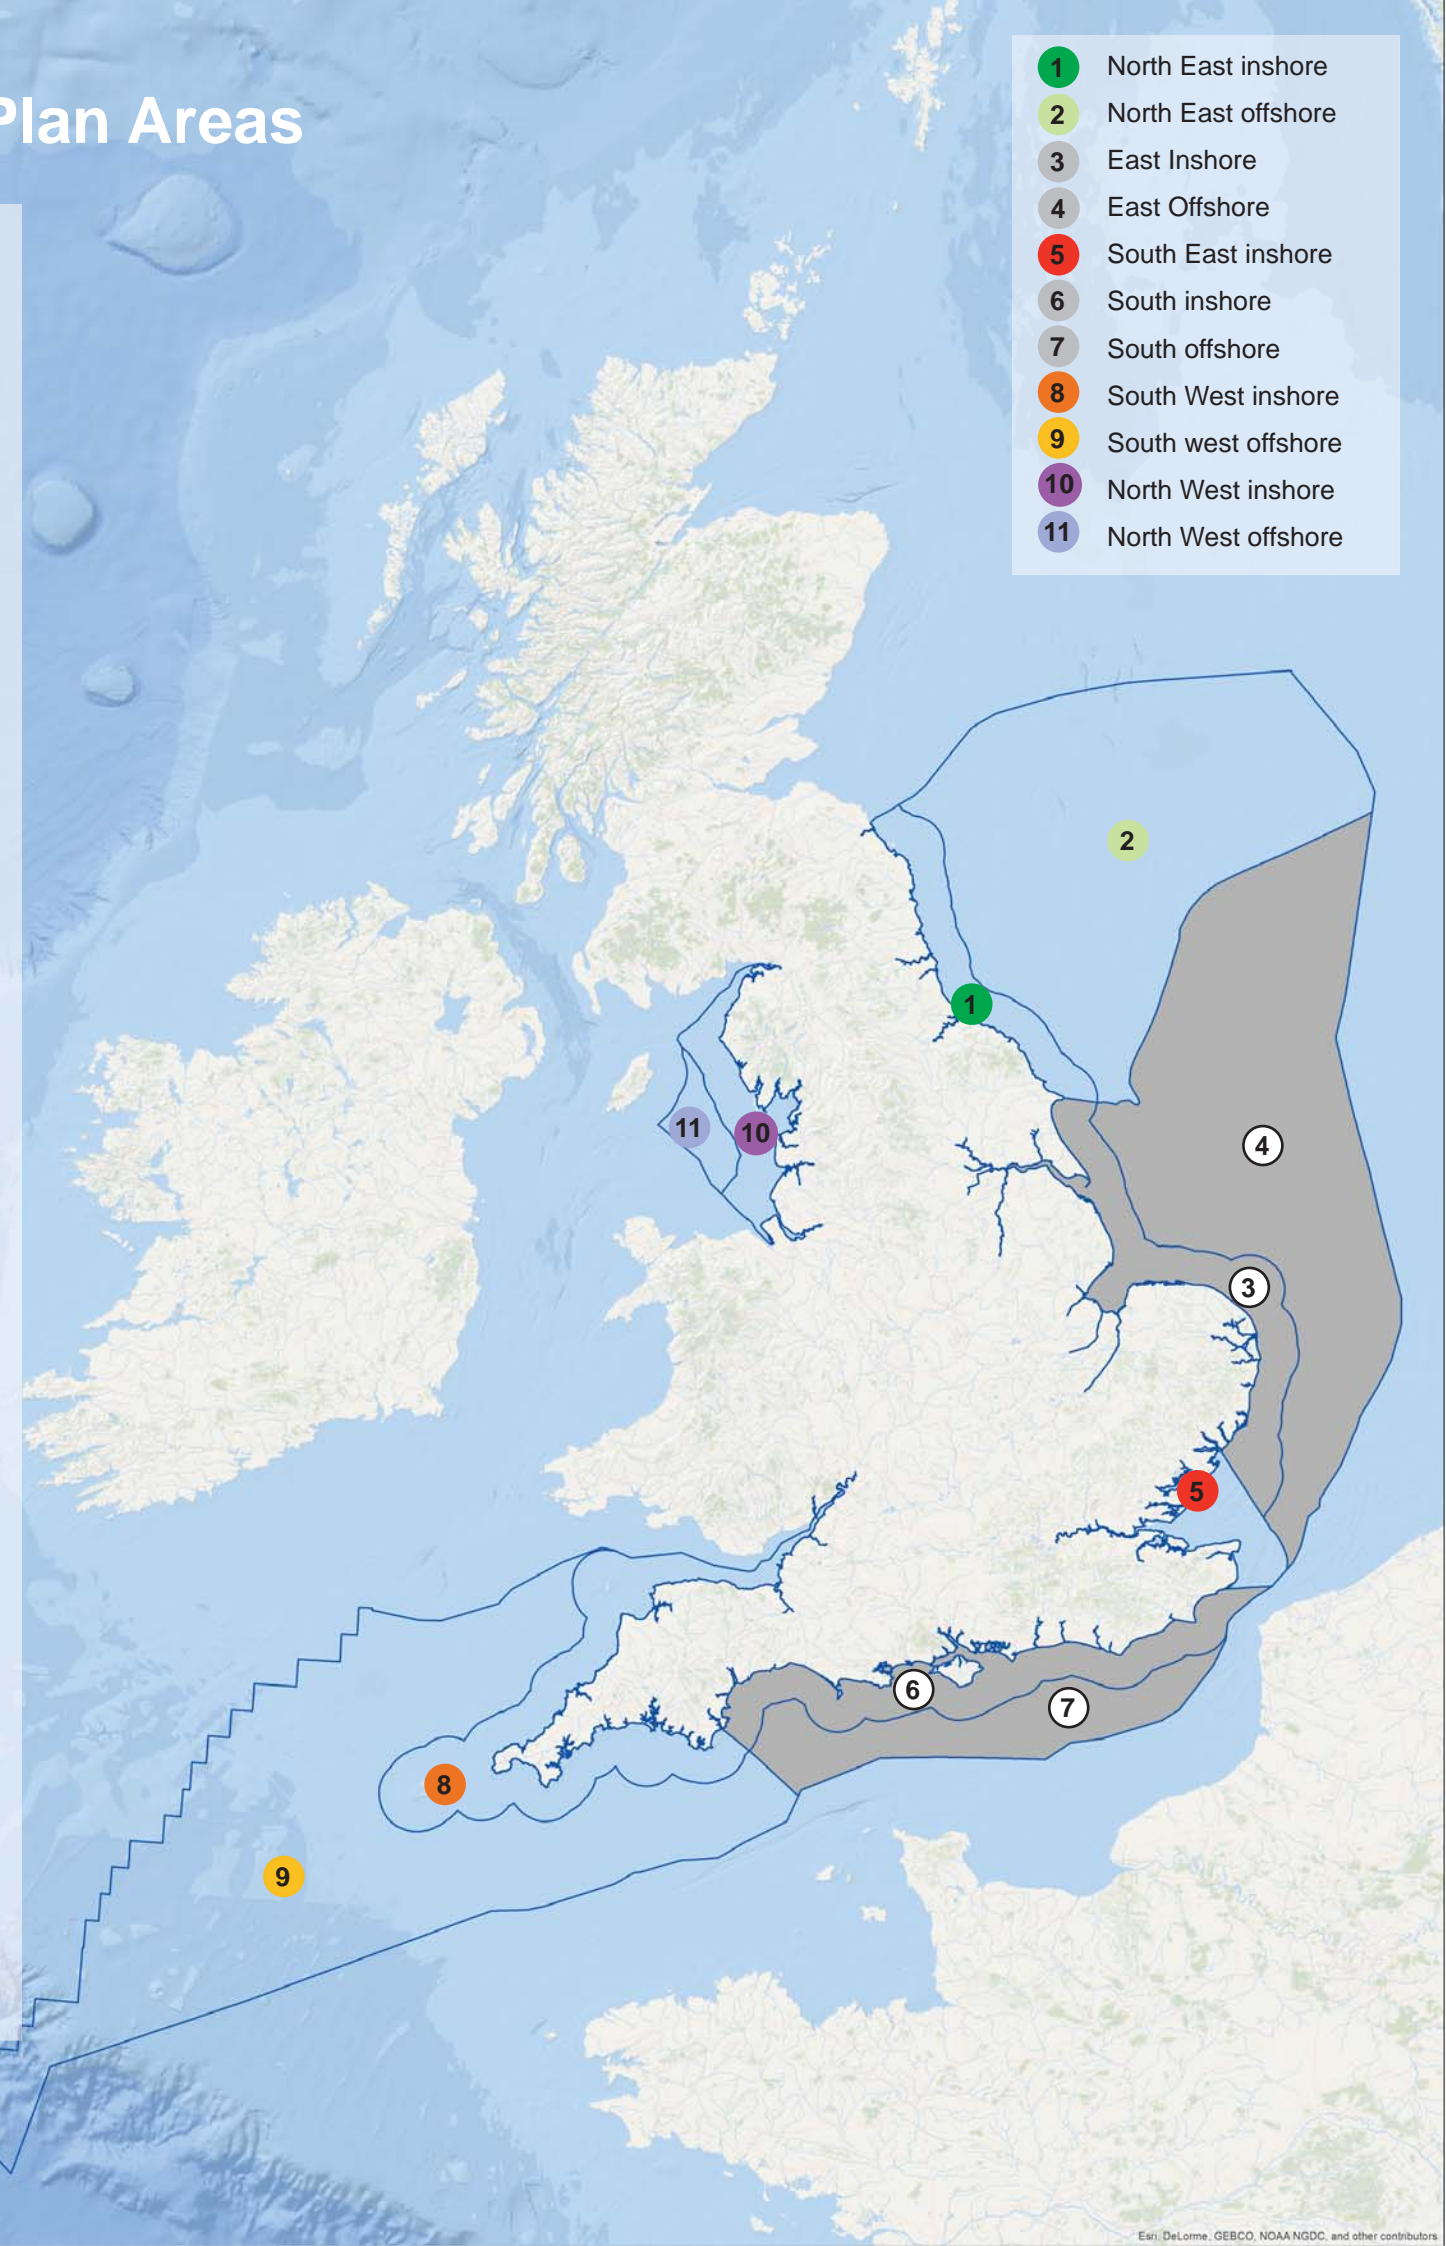 Plan Areas
1 North East inshore
2 North East offshore
3 East Inshore
4 East Offshore
5 South East inshore
6 South inshore
7 South offshore
8 South West inshore
9 South west offshore
10 North West inshore
11 North West offshore
2
1
11
10
4
3
5
6
7
8
9
Esri, DeLorme, GEBCO, NOAA NGDC, and other contributors